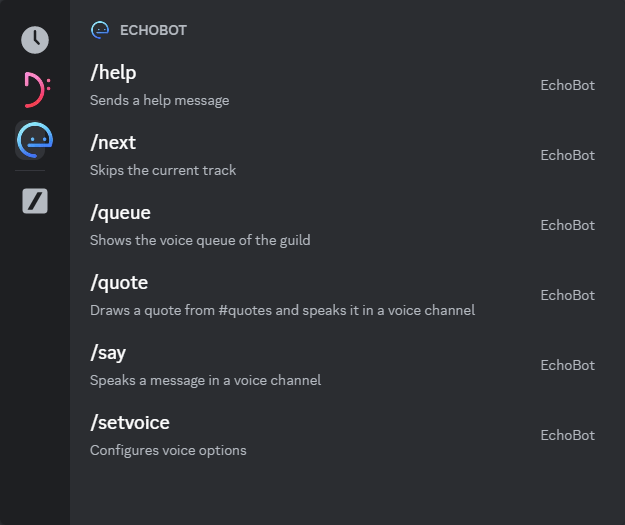 ECHOBOT
/help
Sends a help message
EchoBot
/next
Skips the current track
EchoBot
/queue
Shows the voice queue of the guild
EchoBot
/quote
Draws a quote from #quotes and speaks it in a voice channel
EchoBot
/say
Speaks a message in a voice channel
EchoBot
/setvoice
Configures voice options
EchoBot